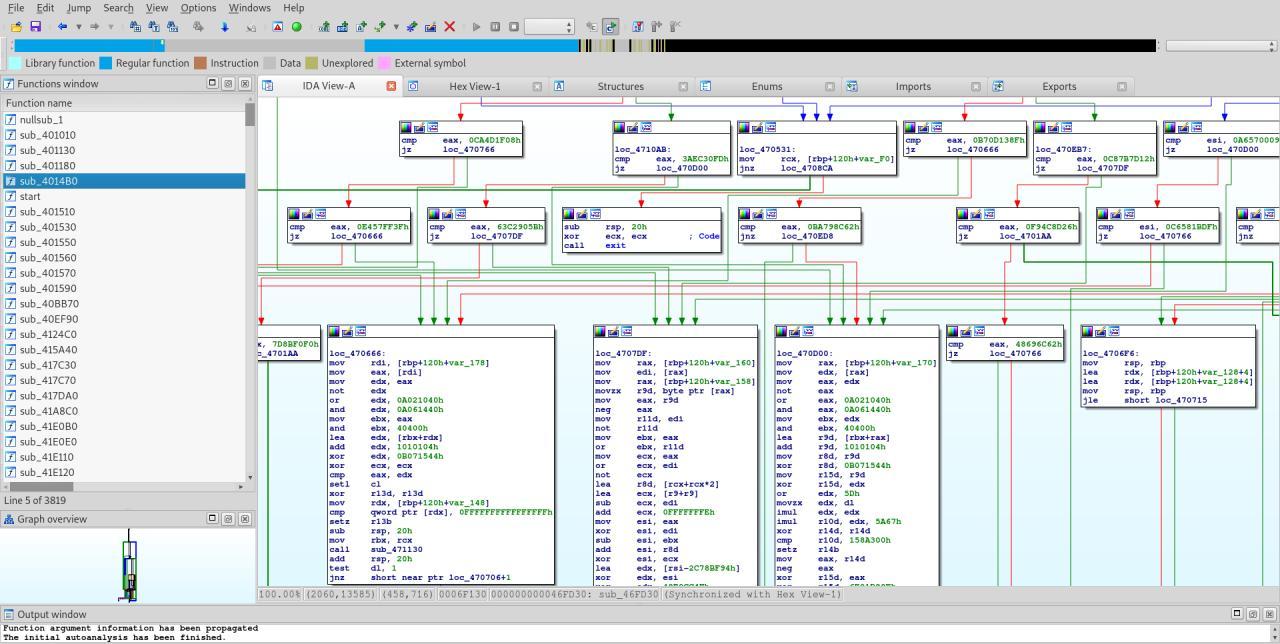 File Edit Jump Search View Options Windows Help
Library function Regular function Instruction Data Unexplored External symbol
Functions window
Function name
nullsub_1
sub_401010
sub_401130
sub_401180
sub_4014B0
start
sub_401510
sub_401530
sub_401550
sub_401560
sub_401570
sub_401590
sub_40BB70
sub_40EF90
sub_4124C0
sub_415A40
sub_417C30
sub_417C70
sub_417DA0
sub_41A8C0
sub_41E0B0
sub_41E0E0
sub_41E110
sub_41E120
Line 5 of 3819
Graph overview
IDA View-A Hex View-1 Structures Enums Imports Exports
cmp eax, 0CA4D1F08h
jz loc_470766
loc_4710AB:
cmp eax, 3AEC30FDh
jz loc_470D00
loc_470531:
mov rcx, [rbp+120h+var_F0]
jnz loc_4708CA
cmp eax, 0B70D138Fh
jz loc_470666
loc_470EB7:
cmp eax, 0C87B7D12h
jz loc_4707DF
cmp esi, 0A6570009
jz loc_470D00
cmp eax, 0E457FF3Fh
jz loc_470666
cmp eax, 63C2905Bh
jz loc_4707DF
sub rsp, 20h
xor ecx, ecx ; Code
call exit
cmp eax, 0BA798C62h
jnz loc_470ED8
cmp eax, 0F94C8D26h
jz loc_4701AA
cmp esi, 0C6581BDFh
jz loc_470766
cmp
jnz
x, 7D8BF0F0h
c_4701AA
loc_470666:
mov rdi, [rbp+120h+var_178]
mov eax, [rdi]
mov edx, eax
not eax
or edx, 0A021040h
and edx, 0A061440h
mov ebx, eax
and ebx, 40400h
lea edx, [rbx+rdx]
add edx, 1010104h
xor edx, 0B071544h
xor ecx, ecx
cmp eax, edx
setl cl
xor r13d, r13d
mov rdx, [rbp+120h+var_148]
cmp qword ptr [rdx], 0FFFFFFFFFFFFFFFFh
setz r13b
sub rsp, 20h
mov rbx, rcx
call sub_471130
add rsp, 20h
test dl, 1
jnz short near ptr loc_470706+1
loc_4707DF:
mov rax, [rbp+120h+var_160]
mov edi, [rax]
mov rax, [rbp+120h+var_158]
movzx r9d, byte ptr [rax]
mov eax, r9d
neg eax
mov r11d, edi
not r11d
mov ebx, eax
or ebx, r11d
mov ecx, eax
or ecx, edi
not ecx
lea r8d, [rcx+rcx*2]
lea ecx, [r9+r9]
sub ecx, edi
add ecx, 0FFFFFFFEh
mov esi, eax
xor esi, edi
sub esi, ebx
add esi, r8d
xor esi, ecx
lea edx, [rsi-2C78BF94h]
xor edx, esi
loc_470D00:
mov rax, [rbp+120h+var_170]
mov edx, [rax]
mov eax, edx
not eax
or edx, 0A021040h
and edx, 0A061440h
and eax, 40400h
lea r9d, [rbx+rax]
add r9d, 1010104h
mov r8d, r9d
xor r8d, 0B071544h
mov r15d, r9d
xor r15d, edx
or edx, 5Dh
movzx edx, dl
imul edx, edx
imul r10d, edx, 5A67h
xor r14d, r14d
cmp r10d, 158A300h
setz r14b
mov eax, r14d
neg eax
xor r15d, eax
cmp eax, 48696C62h
jz loc_470766
loc_4706F6:
mov rsp, rbp
lea rdx, [rbp+120h+var_128+4]
lea rdx, [rbp+120h+var_128+4]
mov rsp, rbp
jle short loc_470715
100.00% (2060,13585) (458,716) 0006F130 000000000046FD30: sub_46FD30 (Synchronized with Hex View-1)
Output window
Function argument information has been propagated
The initial autoanalysis has been finished.